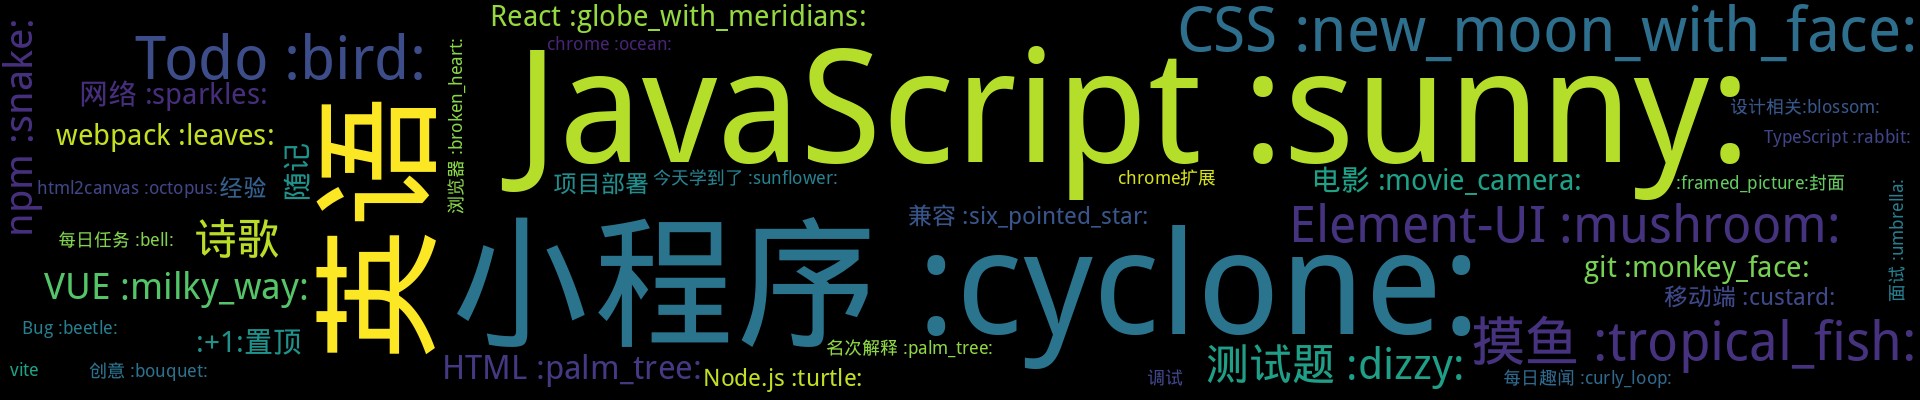 React :globe_with_meridians:
CSS :new_moon_with_face:
npm :snake:
Todo :bird:
chrome :ocean:
JavaScript :sunny:
浏览器 :broken_heart:
网络 :sparkles:
设计相关:blossom:
webpack :leaves:
TypeScript :rabbit:
英语
随记
html2canvas :octopus:
经验
项目部署
今天学到了 :sunflower:
chrome扩展
电影 :movie_camera:
:framed_picture:封面
面试 :umbrella:
诗歌
每日任务 :bell:
小程序 :cyclone:
兼容 :six_pointed_star:
Element-UI :mushroom:
git :monkey_face:
VUE :milky_way:
移动端 :custard:
Bug :beetle:
:+1:置顶
摸鱼 :tropical_fish:
名次解释 :palm_tree:
测试题 :dizzy:
vite
创意 :bouquet:
HTML :palm_tree:
Node.js :turtle:
调试
每日趣闻 :curly_loop: